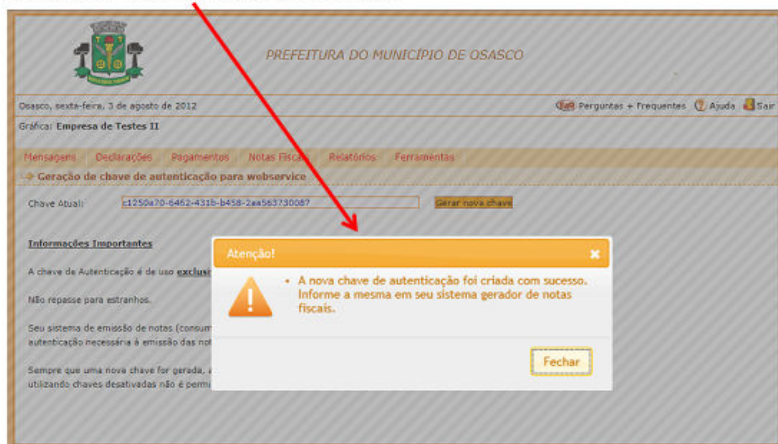 PREFEITURA DO MUNICÍPIO DE OSASCO
Osasco, sexta-feira, 3 de agosto de 2012
Perguntas + Frequentes Ajuda Sair
Gráfica: Empresa de Testes II
Mensagens Declarações Pagamentos Notas Fiscais Relatórios Ferramentas
Geração de chave de autenticação para webservice
Chave Atual: c1250a70-6462-431b-b458-2aa563730087 Gerar nova chave
Informações Importantes
Atenção!
A chave de Autenticação é de uso exclusi
• A nova chave de autenticação foi criada com sucesso.
Informe a mesma em seu sistema gerador de notas
fiscais.
Não repasse para estranhos.
Seu sistema de emissão de notas (consum
autenticação necessária à emissão das not
Fechar
Sempre que uma nova chave for gerada, a
utilizando chaves desativadas não é permi